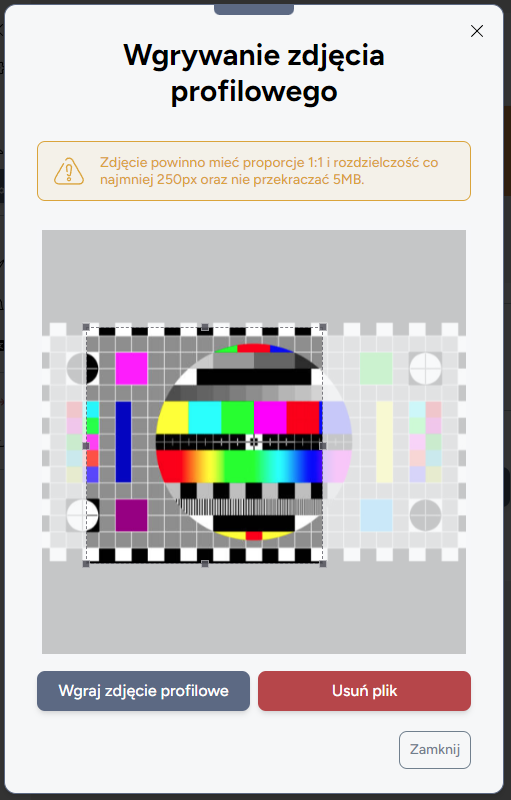 Wgrywanie zdjęcia
profilowego
Zdjęcie powinno mieć proporcje 1:1 i rozdzielczość co
najmniej 250px oraz nie przekraczać 5MB.
Wgraj zdjęcie profilowe
Usuń plik
Zamknij